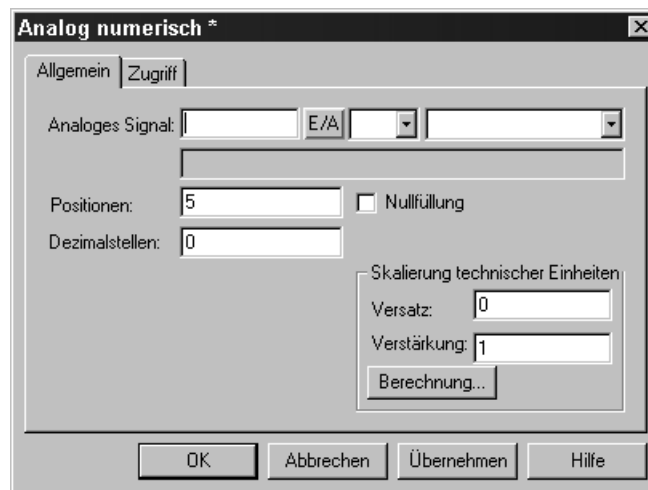 Analog numerisch *
Allgemein Zugriff
Analoges Signal: E/A
Positionen: 5 Nullfüllung
Dezimalstellen: 0
Skalierung technischer Einheiten
Versatz: 0
Verstärkung: 1
Berechnung...
OK Abbrechen Übernehmen Hilfe